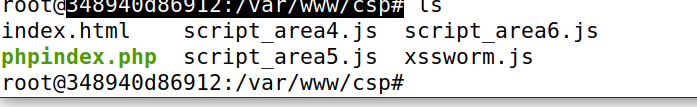 root@348940d86912:/var/www/csp# ls
index.html    script_area4.js  script_area6.js
phpindex.php  script_area5.js  xssworm.js
root@348940d86912:/var/www/csp#